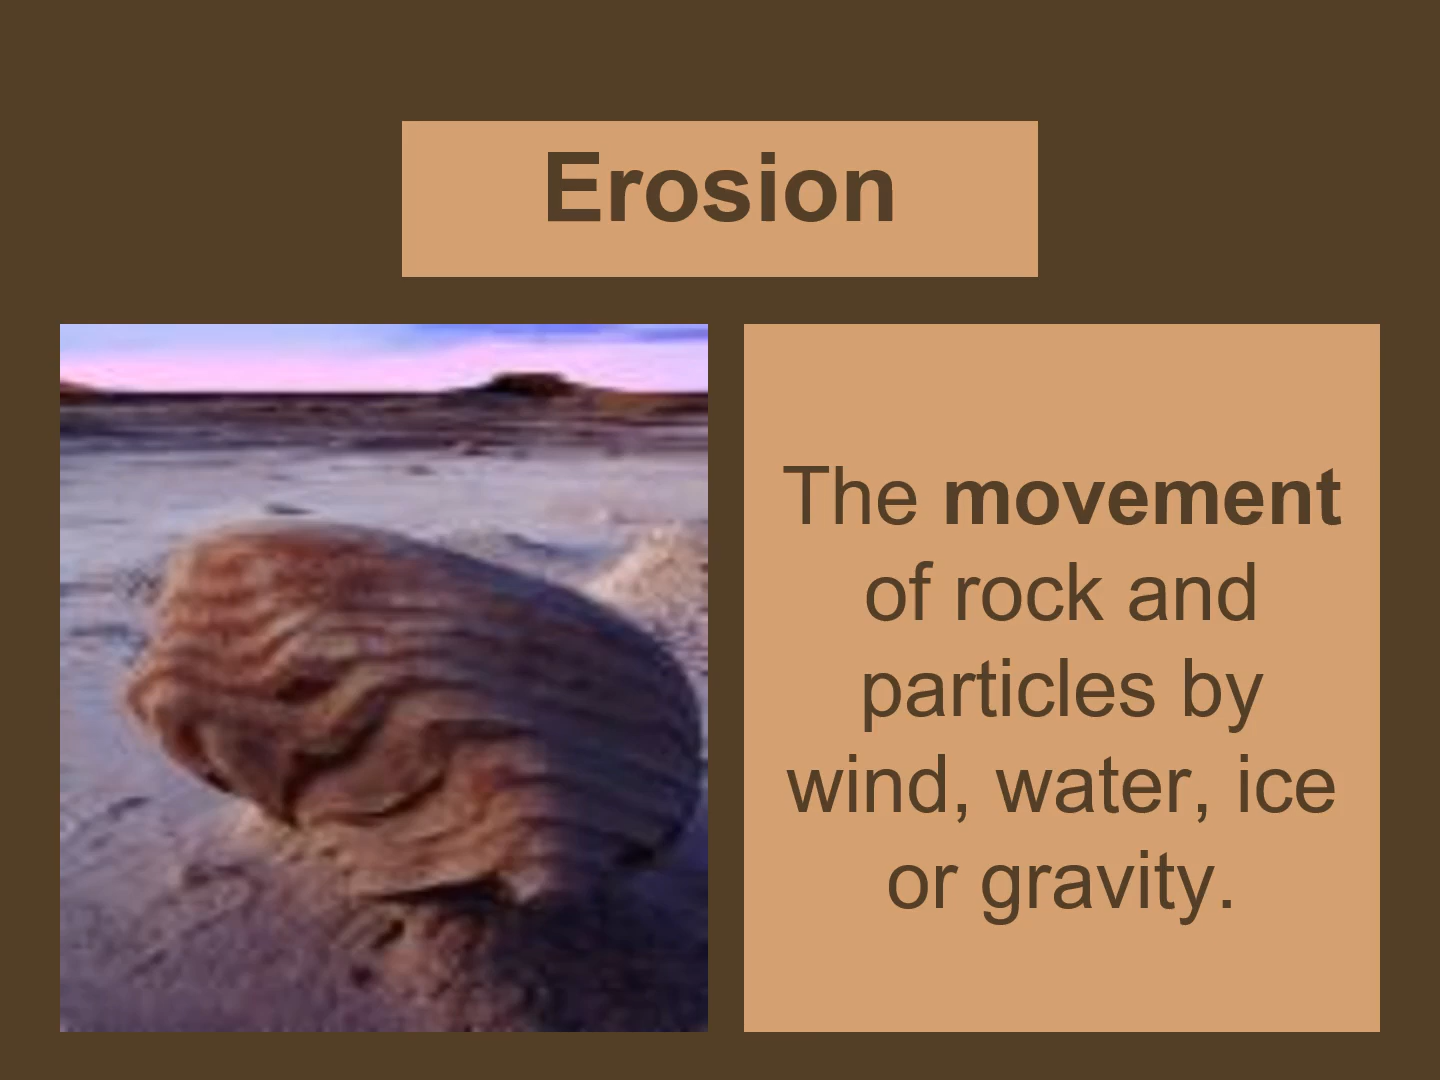 Erosion
The movement
of rock and
particles by
wind, water, ice
or gravity.